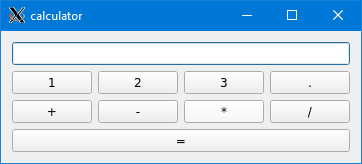 calculator
1 2 3 .
+ - * /
=